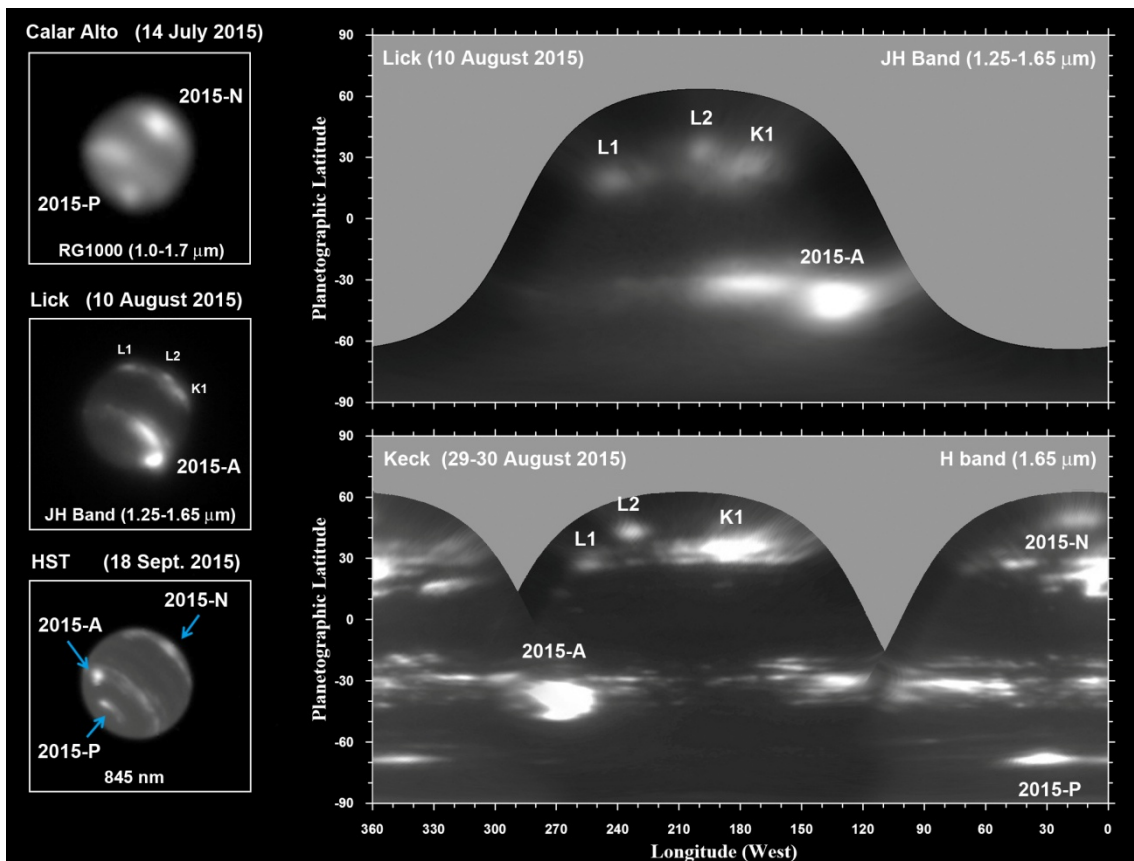 Calar Alto (14 July 2015)
2015-N
2015-P
RG1000 (1.0-1.7 μm)
Lick (10 August 2015)
L1
L2
K1
2015-A
JH Band (1.25-1.65 μm)
HST (18 Sept. 2015)
2015-N
2015-A
2015-P
845 nm
90
Lick (10 August 2015) JH Band (1.25-1.65 μm)
60
L2
K1
L1
30
Planetographic Latitude
0
2015-A
-30
-60
-90
90
Keck (29-30 August 2015) H band (1.65 μm)
60
L2
K1
L1
2015-N
30
Planetographic Latitude
0
2015-A
-30
-60
2015-P
-90
360 330 300 270 240 210 180 150 120 90 60 30 0
Longitude (West)